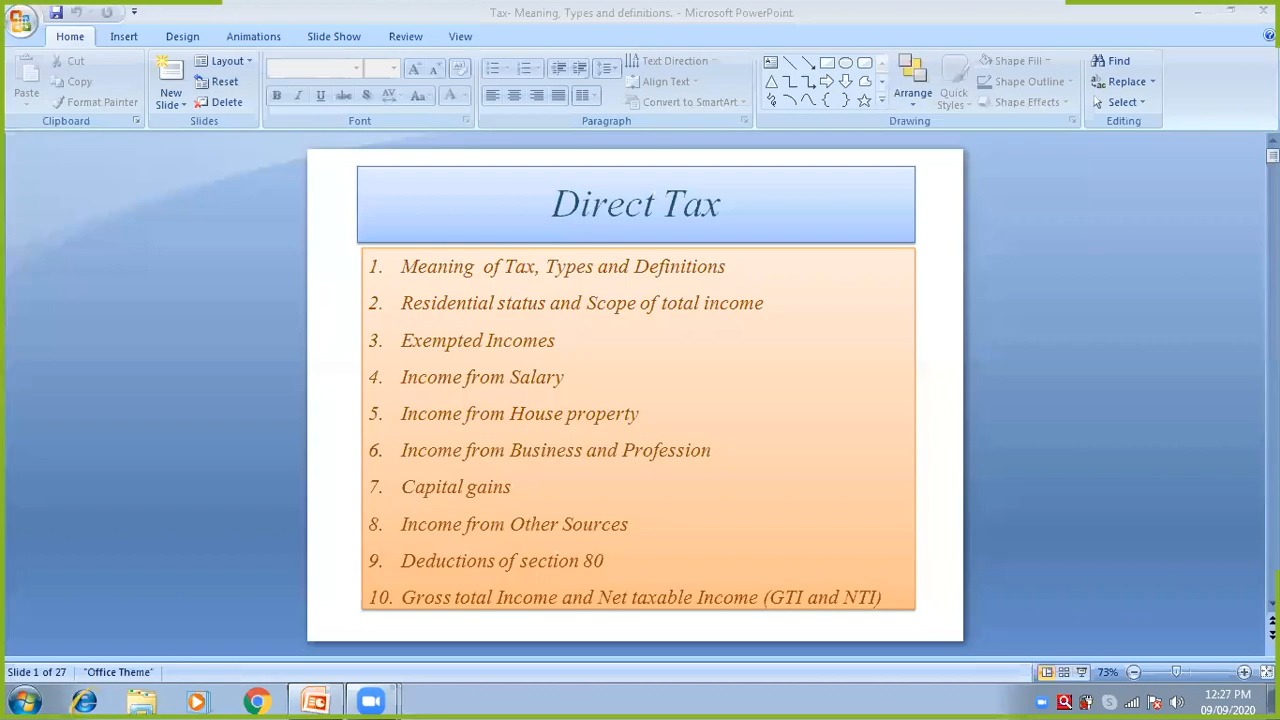 Tax- Meaning, Types and definitions. - Microsoft PowerPoint
Home Insert Design Animations Slide Show Review View
Paste
Cut
Copy
Format Painter
Clipboard
New
Slide
Layout
Reset
Delete
Slides
B I U abc S AV Aa A
Font
Text Direction
Align Text
Convert to SmartArt
Paragraph
Arrange
Quick
Styles
Shape Fill
Shape Outline
Shape Effects
Drawing
Find
Replace
Select
Editing
Direct Tax
1. Meaning of Tax, Types and Definitions
2. Residential status and Scope of total income
3. Exempted Incomes
4. Income from Salary
5. Income from House property
6. Income from Business and Profession
7. Capital gains
8. Income from Other Sources
9. Deductions of section 80
10. Gross total Income and Net taxable Income (GTI and NTI)
Slide 1 of 27 "Office Theme" 73%
12:27 PM
09/09/2020